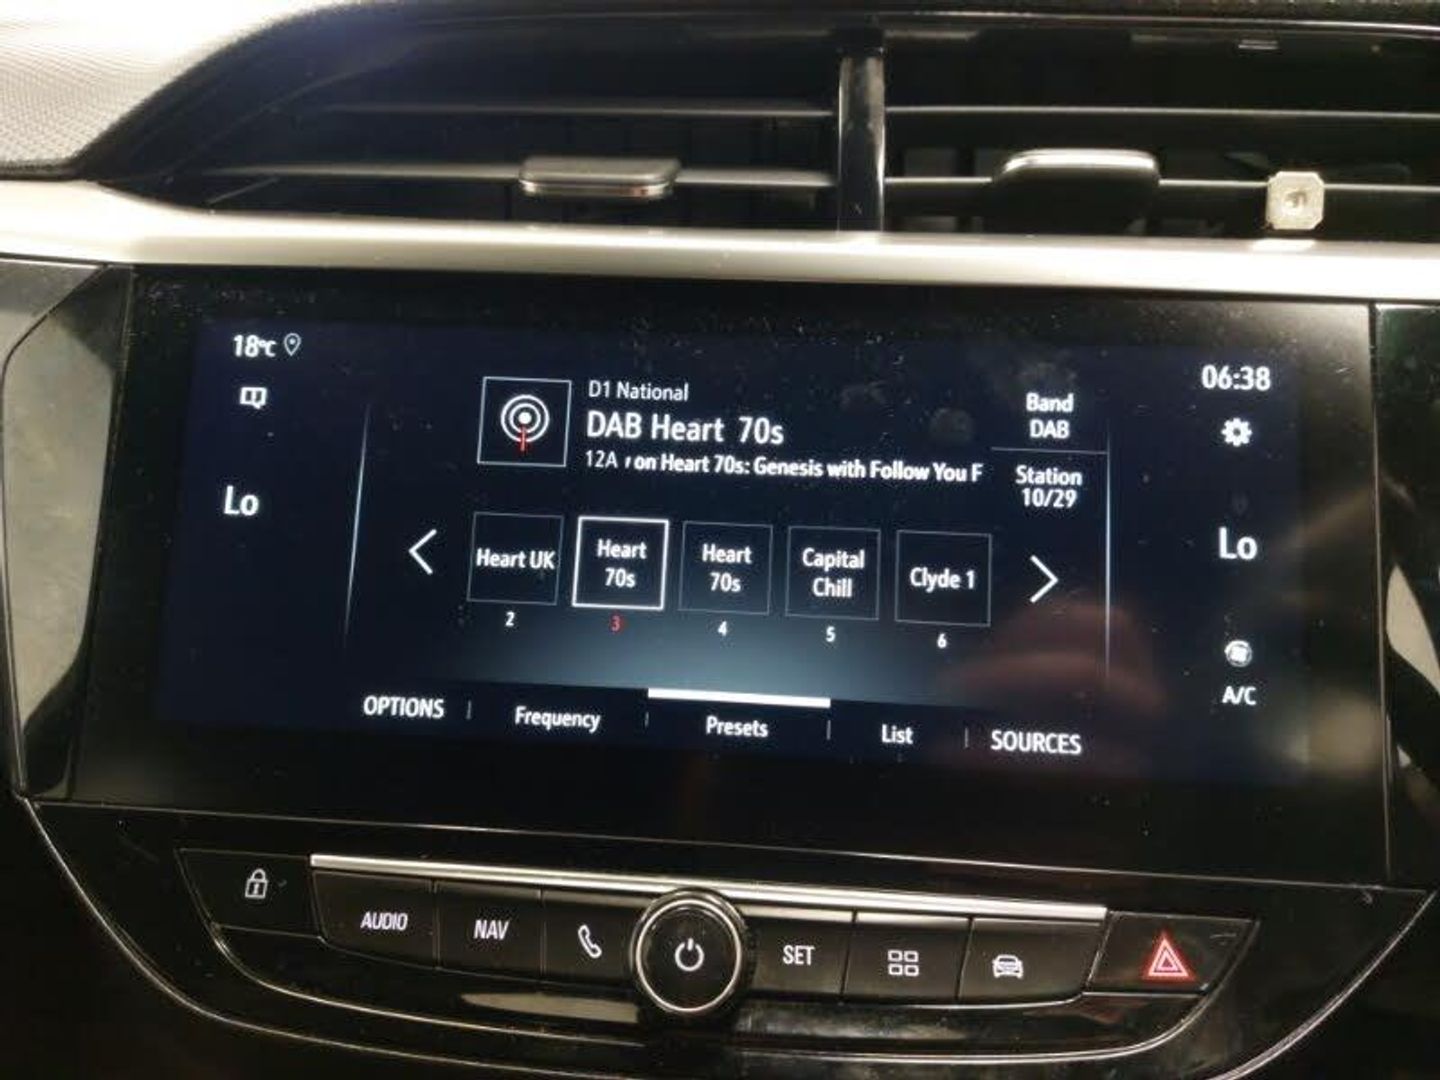 18°C
06:38
D1 National
DAB Heart 70s
12A r on Heart 70s: Genesis with Follow You F
Band
DAB
Station
10/29
Lo
Lo
Heart UK
Heart
70s
Heart
70s
Capital
Chill
Clyde 1
2
3
4
5
6
A/C
OPTIONS
Frequency
Presets
List
SOURCES
AUDIO
NAV
SET